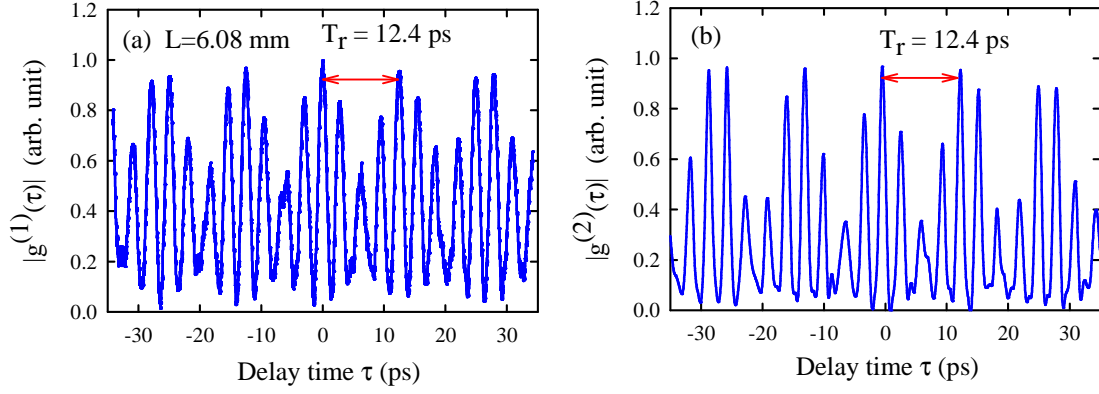 (a) L=6.08 mm
T_r = 12.4 ps
|g^(1)(τ)| (arb. unit)
1.2
1.0
0.8
0.6
0.4
0.2
0.0
-30 -20 -10 0 10 20 30
Delay time τ (ps)
(b)
T_r = 12.4 ps
|g^(2)(τ)| (arb. unit)
1.2
1.0
0.8
0.6
0.4
0.2
0.0
-30 -20 -10 0 10 20 30
Delay time τ (ps)